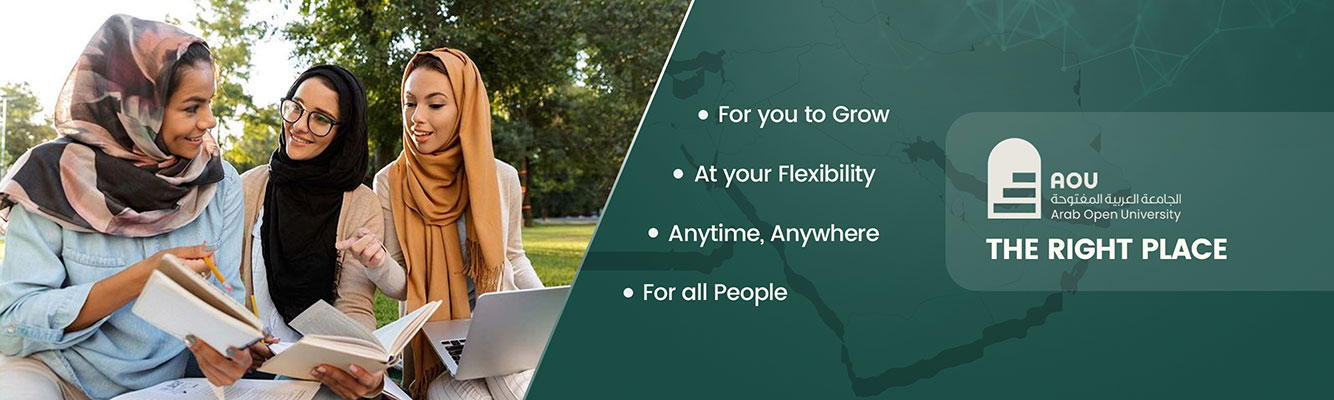 For you to Grow
At your Flexibility
Anytime, Anywhere
For all People
AOU
الجامعة العربية المفتوحة
Arab Open University
THE RIGHT PLACE